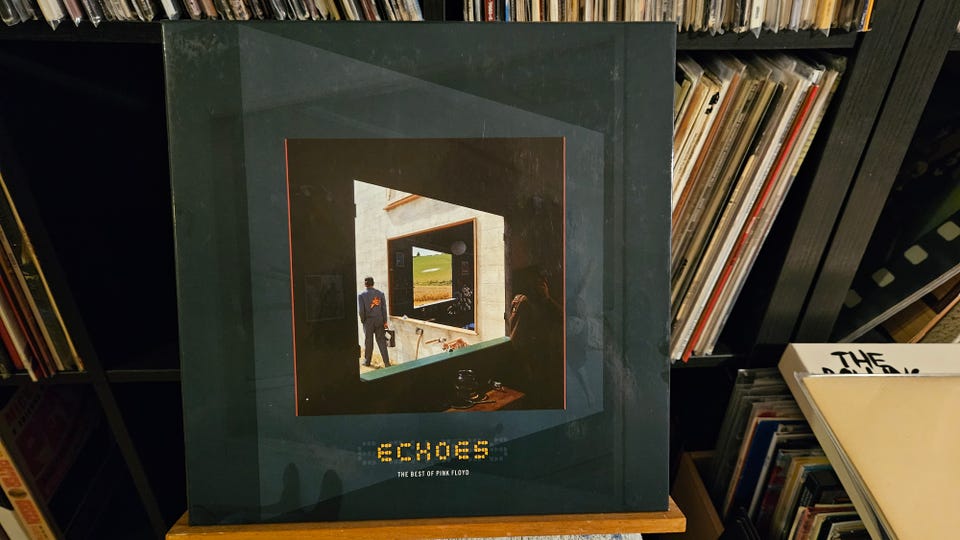 ECHOES
THE BEST OF PINK FLOYD
THE